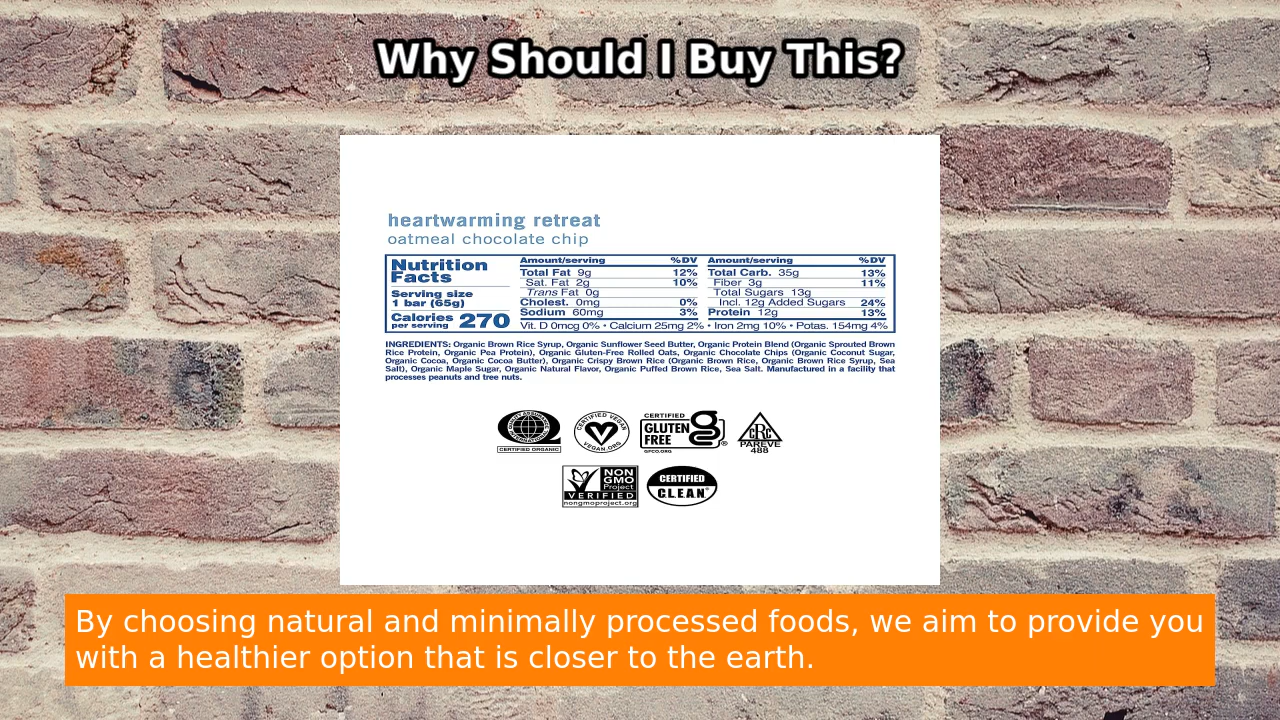 Why Should I Buy This?
heartwarming retreat
oatmeal chocolate chip
Nutrition
Facts
Serving size
1 bar (65g)
Calories
per serving 270
Amount/serving %DV
Total Fat 9g 12%
Sat. Fat 2g 10%
Trans Fat 0g
Cholest. 0mg 0%
Sodium 60mg 3%
Amount/serving %DV
Total Carb. 35g 13%
Fiber 3g 11%
Total Sugars 13g
Incl. 12g Added Sugars 24%
Protein 12g 13%
Vit. D 0mcg 0% • Calcium 25mg 2% • Iron 2mg 10% • Potas. 154mg 4%
INGREDIENTS: Organic Brown Rice Syrup, Organic Sunflower Seed Butter, Organic Protein Blend (Organic Sprouted Brown
Rice Protein, Organic Pea Protein), Organic Gluten-Free Rolled Oats, Organic Chocolate Chips (Organic Coconut Sugar,
Organic Cocoa, Organic Cocoa Butter), Organic Crispy Brown Rice (Organic Brown Rice, Organic Brown Rice Syrup, Sea
Salt), Organic Maple Sugar, Organic Natural Flavor, Organic Puffed Brown Rice, Sea Salt. Manufactured in a facility that
processes peanuts and tree nuts.
QUALITY ASSURANCE
INTERNATIONAL
CERTIFIED ORGANIC
CERTIFIED VEGAN
VEGAN.ORG
CERTIFIED
GLUTEN
FREE
GFCO.ORG
cRc
PAREVE
488
NON
GMO
Project
VERIFIED
nongmoproject.org
CERTIFIED
C.L.E.A.N.
By choosing natural and minimally processed foods, we aim to provide you
with a healthier option that is closer to the earth.